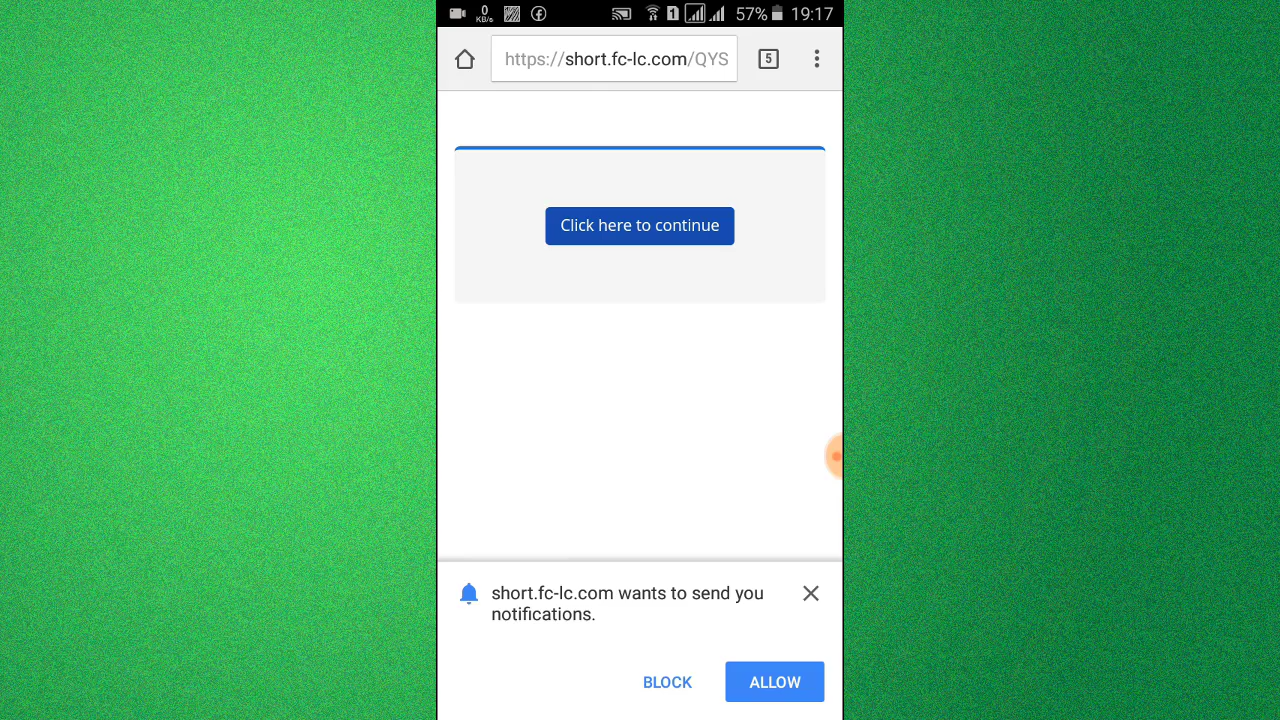 0 KB/s 1 57% 19:17
https://short.fc-lc.com/QYS 5
Click here to continue
short.fc-lc.com wants to send you
notifications.
BLOCK ALLOW